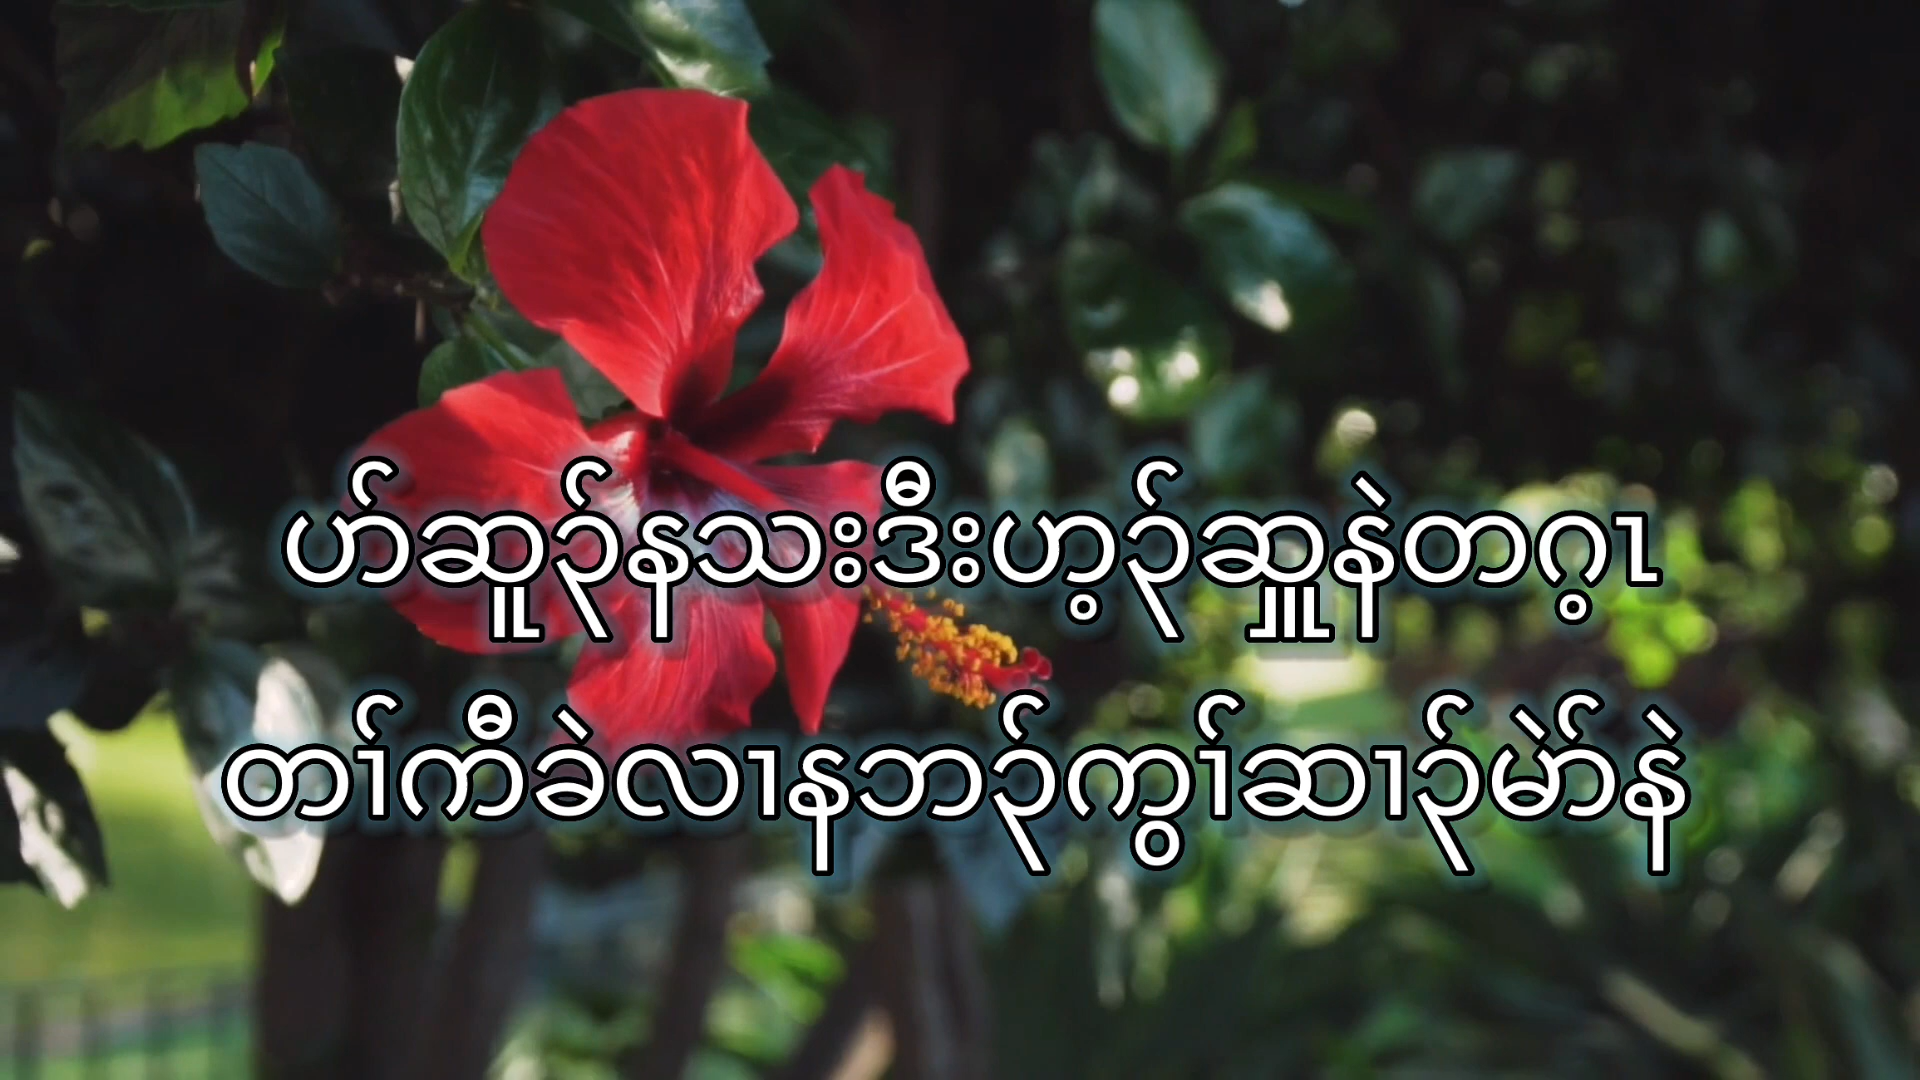 ဟ်ဆူၣ်နသးဒီးဟ့ၣ်ဆှူနဲတဂ့ၤ
တၢ်ကီခဲလၢနဘၣ်ကွၢ်ဆၢၣ်မဲာ်နဲ